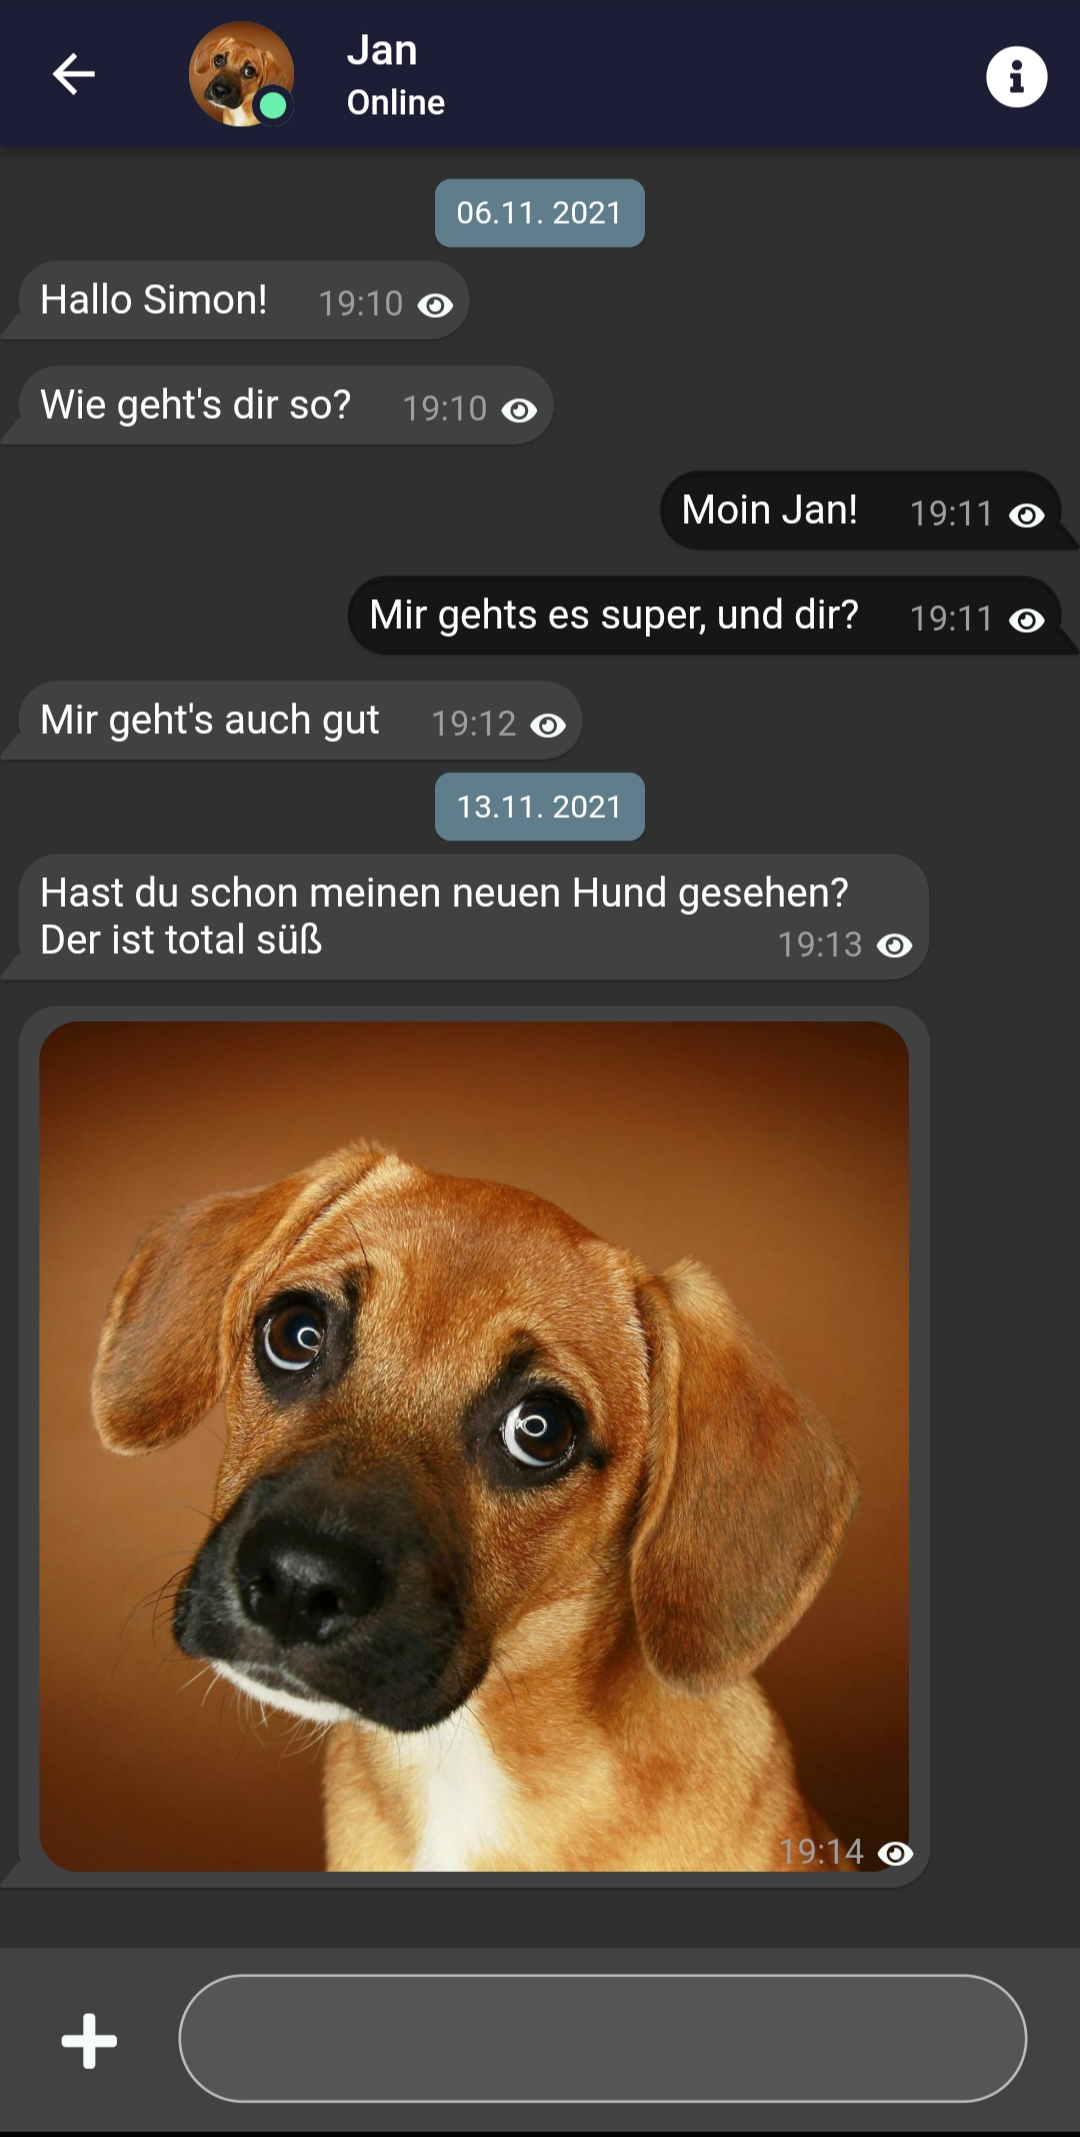 Jan
Online
06.11. 2021
Hallo Simon! 19:10
Wie geht's dir so? 19:10
Moin Jan! 19:11
Mir gehts es super, und dir? 19:11
Mir geht's auch gut 19:12
13.11. 2021
Hast du schon meinen neuen Hund gesehen?
Der ist total süß 19:13
19:14